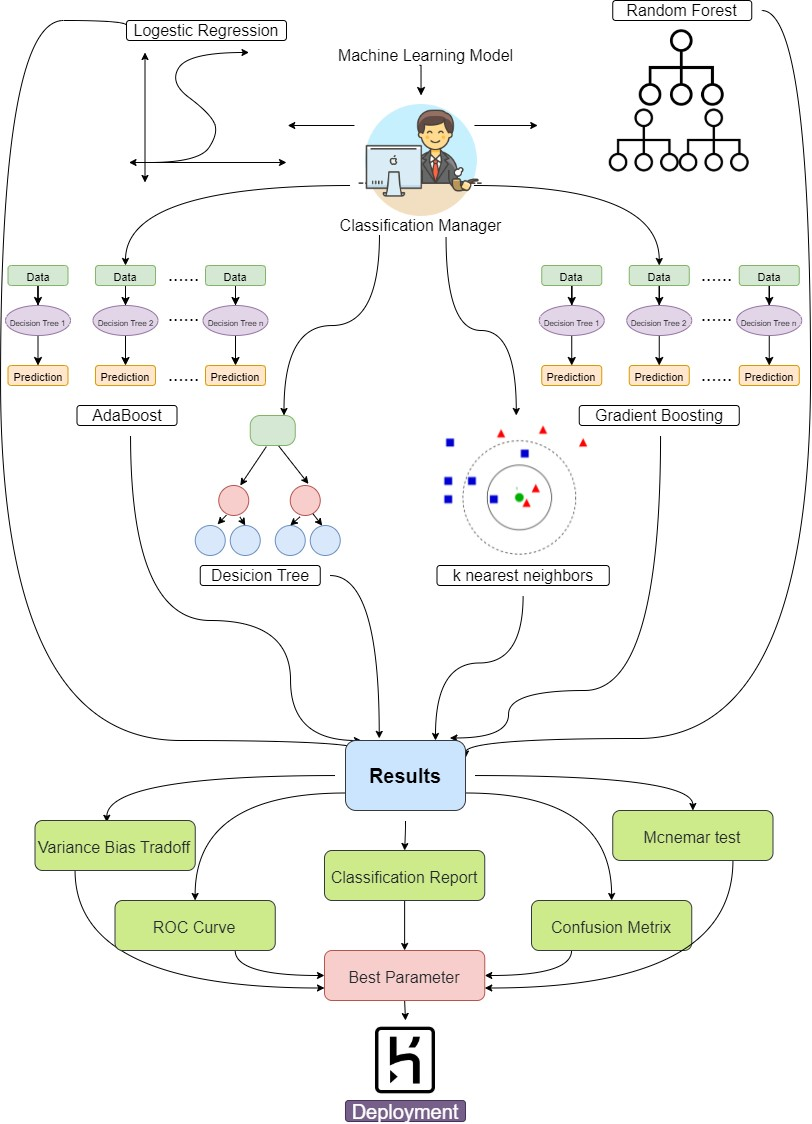 Logestic Regression
Random Forest
Machine Learning Model
Classification Manager
Data
Data
......
Data
Decision Tree 1
Decision Tree 2
......
Decision Tree n
Prediction
Prediction
......
Prediction
AdaBoost
Data
Data
......
Data
Decision Tree 1
Decision Tree 2
......
Decision Tree n
Prediction
Prediction
......
Prediction
Gradient Boosting
Desicion Tree
k nearest neighbors
Results
Variance Bias Tradoff
Mcnemar test
Classification Report
ROC Curve
Confusion Metrix
Best Parameter
Deployment